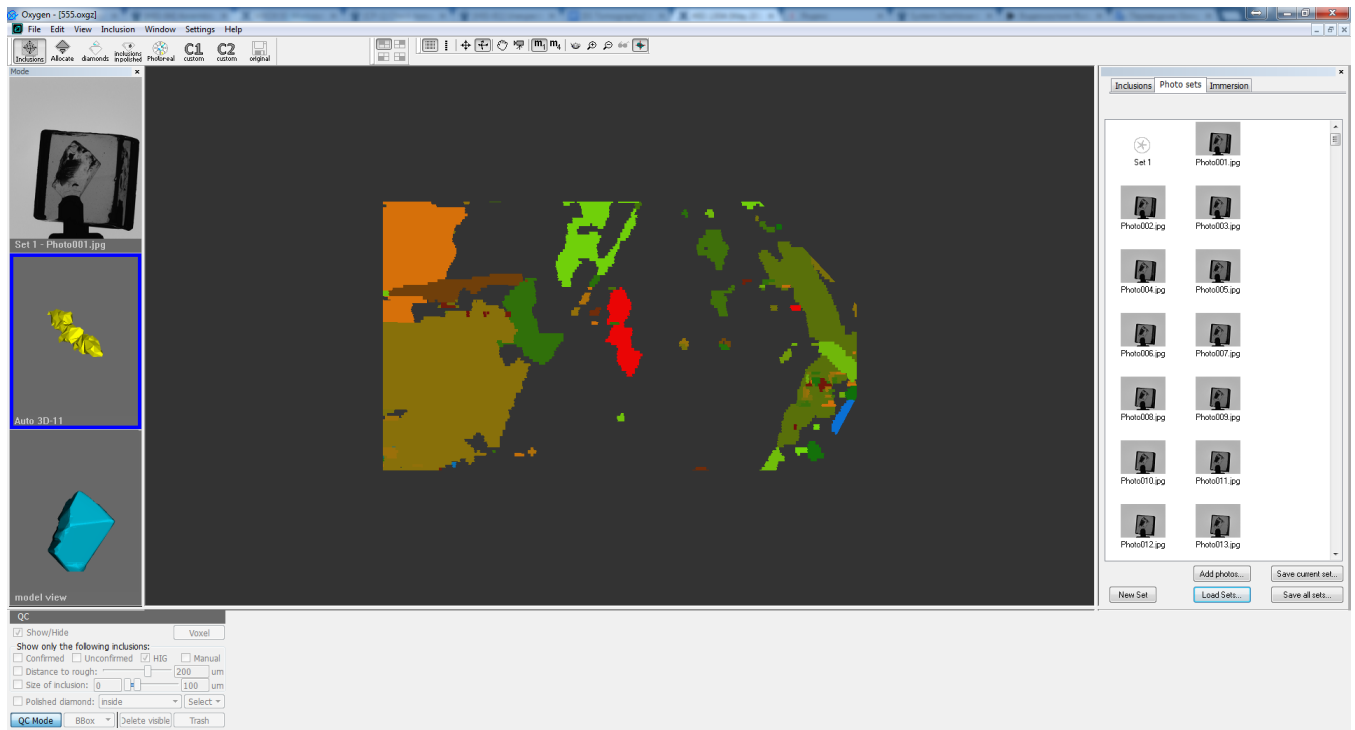 Oxygen - [555.oxgz]
File Edit View Inclusion Window Settings Help
Inclusions Allocate diamonds inclusions in polished Photoreal C1 custom C2 custom original
m1 m4
Mode
Set 1 - Photo001.jpg
Auto 3D-11
model view
Inclusions Photo sets Immersion
Set 1 Photo001.jpg
Photo002.jpg Photo003.jpg
Photo004.jpg Photo005.jpg
Photo006.jpg Photo007.jpg
Photo008.jpg Photo009.jpg
Photo010.jpg Photo011.jpg
Photo012.jpg Photo013.jpg
Add photos... Save current set...
New Set Load Sets... Save all sets...
QC
Show/Hide Voxel
Show only the following inclusions:
Confirmed Unconfirmed HIG Manual
Distance to rough: 200 um
Size of inclusion: 0 100 um
Polished diamond: inside Select
QC Mode BBox Delete visible Trash